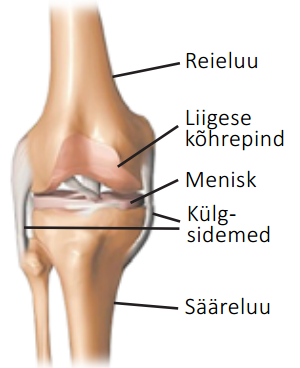 Reieluu
Liigese
kõhrepind
Menisk
Külg-
sidemed
Sääreluu